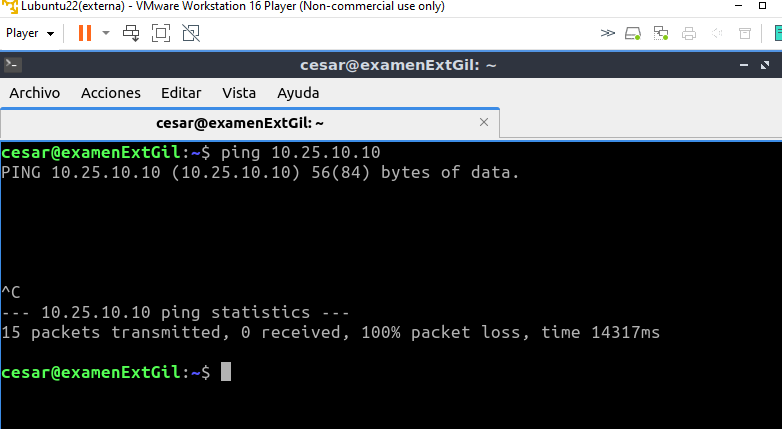 Lubuntu22(externa) - VMware Workstation 16 Player (Non-commercial use only)
Player
cesar@examenExtGil: ~
Archivo Acciones Editar Vista Ayuda
cesar@examenExtGil: ~
cesar@examenExtGil:~$ ping 10.25.10.10
PING 10.25.10.10 (10.25.10.10) 56(84) bytes of data.
^C
--- 10.25.10.10 ping statistics ---
15 packets transmitted, 0 received, 100% packet loss, time 14317ms
cesar@examenExtGil:~$